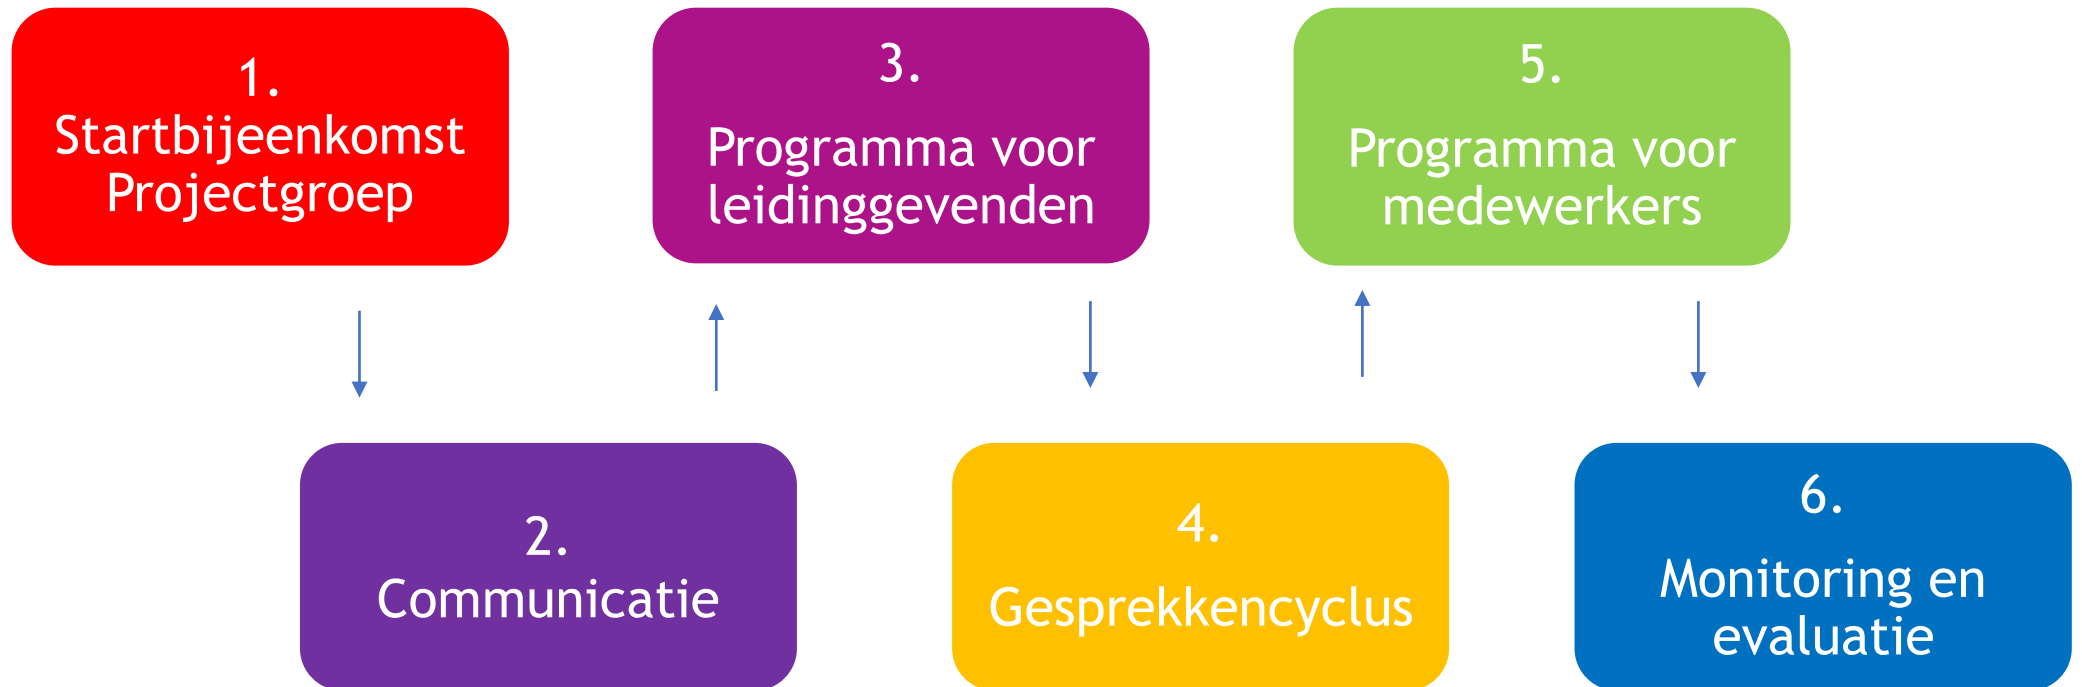 1.
Startbijeenkomst
Projectgroep
2.
Communicatie
3.
Programma voor
leidinggevenden
4.
Gesprekkencyclus
5.
Programma voor
medewerkers
6.
Monitoring en
evaluatie